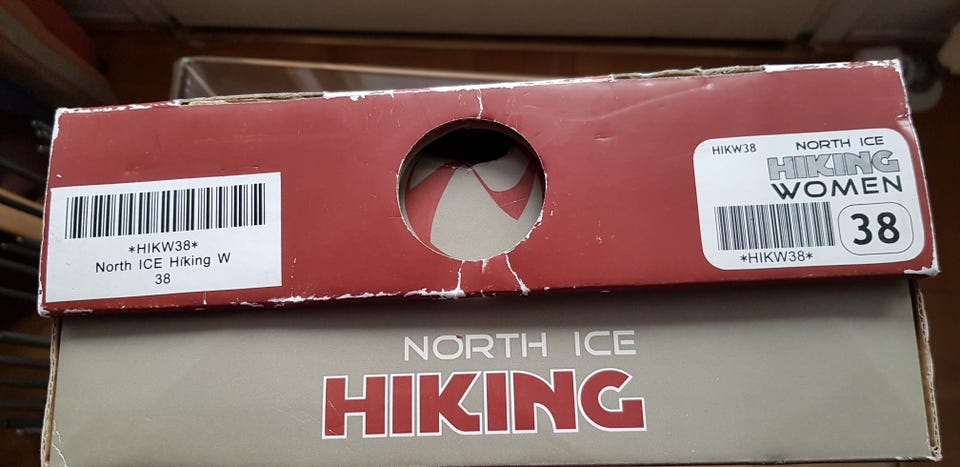 *HIKW38*
North ICE Hiking W
38
HIKW38
NORTH ICE
HIKING
WOMEN
38
*HIKW38*
NORTH ICE
HIKING